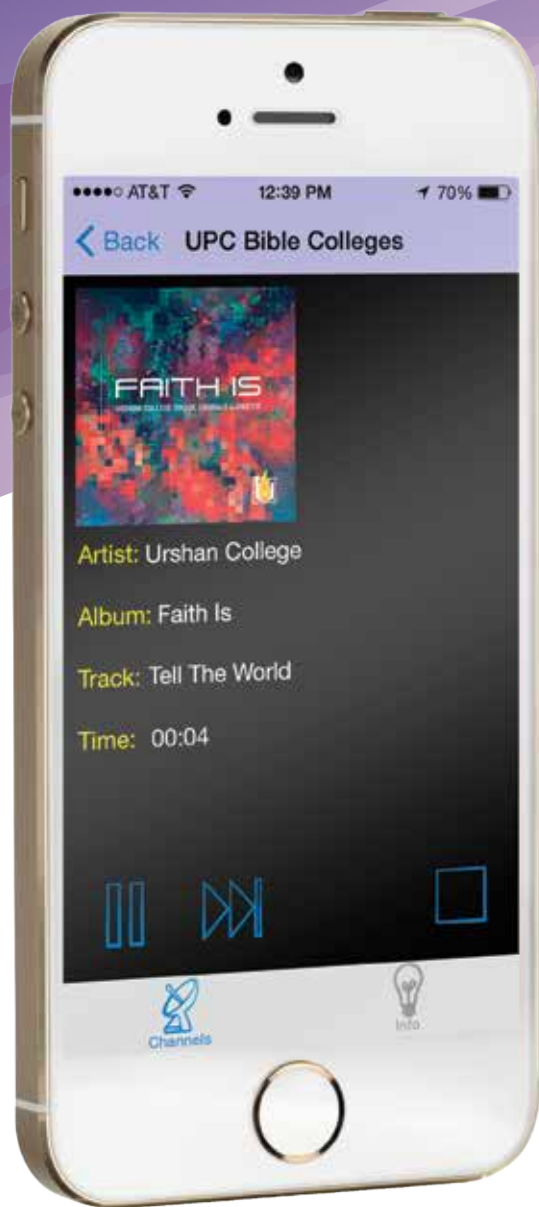 AT&T 12:39 PM 70%
Back UPC Bible Colleges
FAITH IS
Artist: Urshan College
Album: Faith Is
Track: Tell The World
Time: 00:04
Channels Info